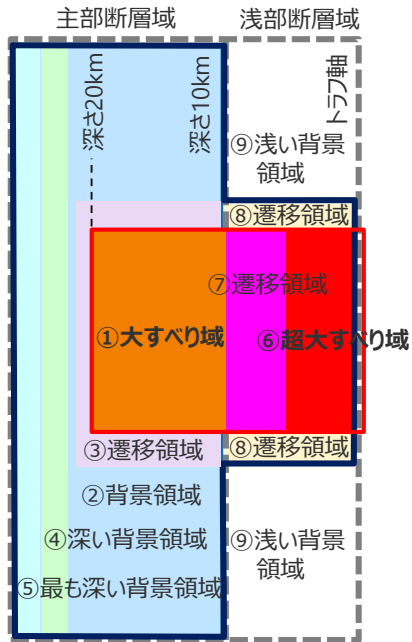 主部断層域
浅部断層域
深さ20km
深さ10km
トラフ軸
⑨浅い背景
領域
⑧遷移領域
⑦遷移領域
①大すべり域
⑥超大すべり域
③遷移領域
⑧遷移領域
②背景領域
④深い背景領域
⑨浅い背景
領域
⑤最も深い背景領域